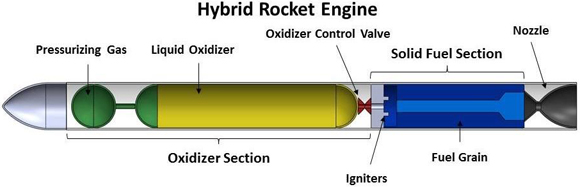 Hybrid Rocket Engine
Pressurizing Gas
Liquid Oxidizer
Oxidizer Control Valve
Solid Fuel Section
Nozzle
Oxidizer Section
Igniters
Fuel Grain